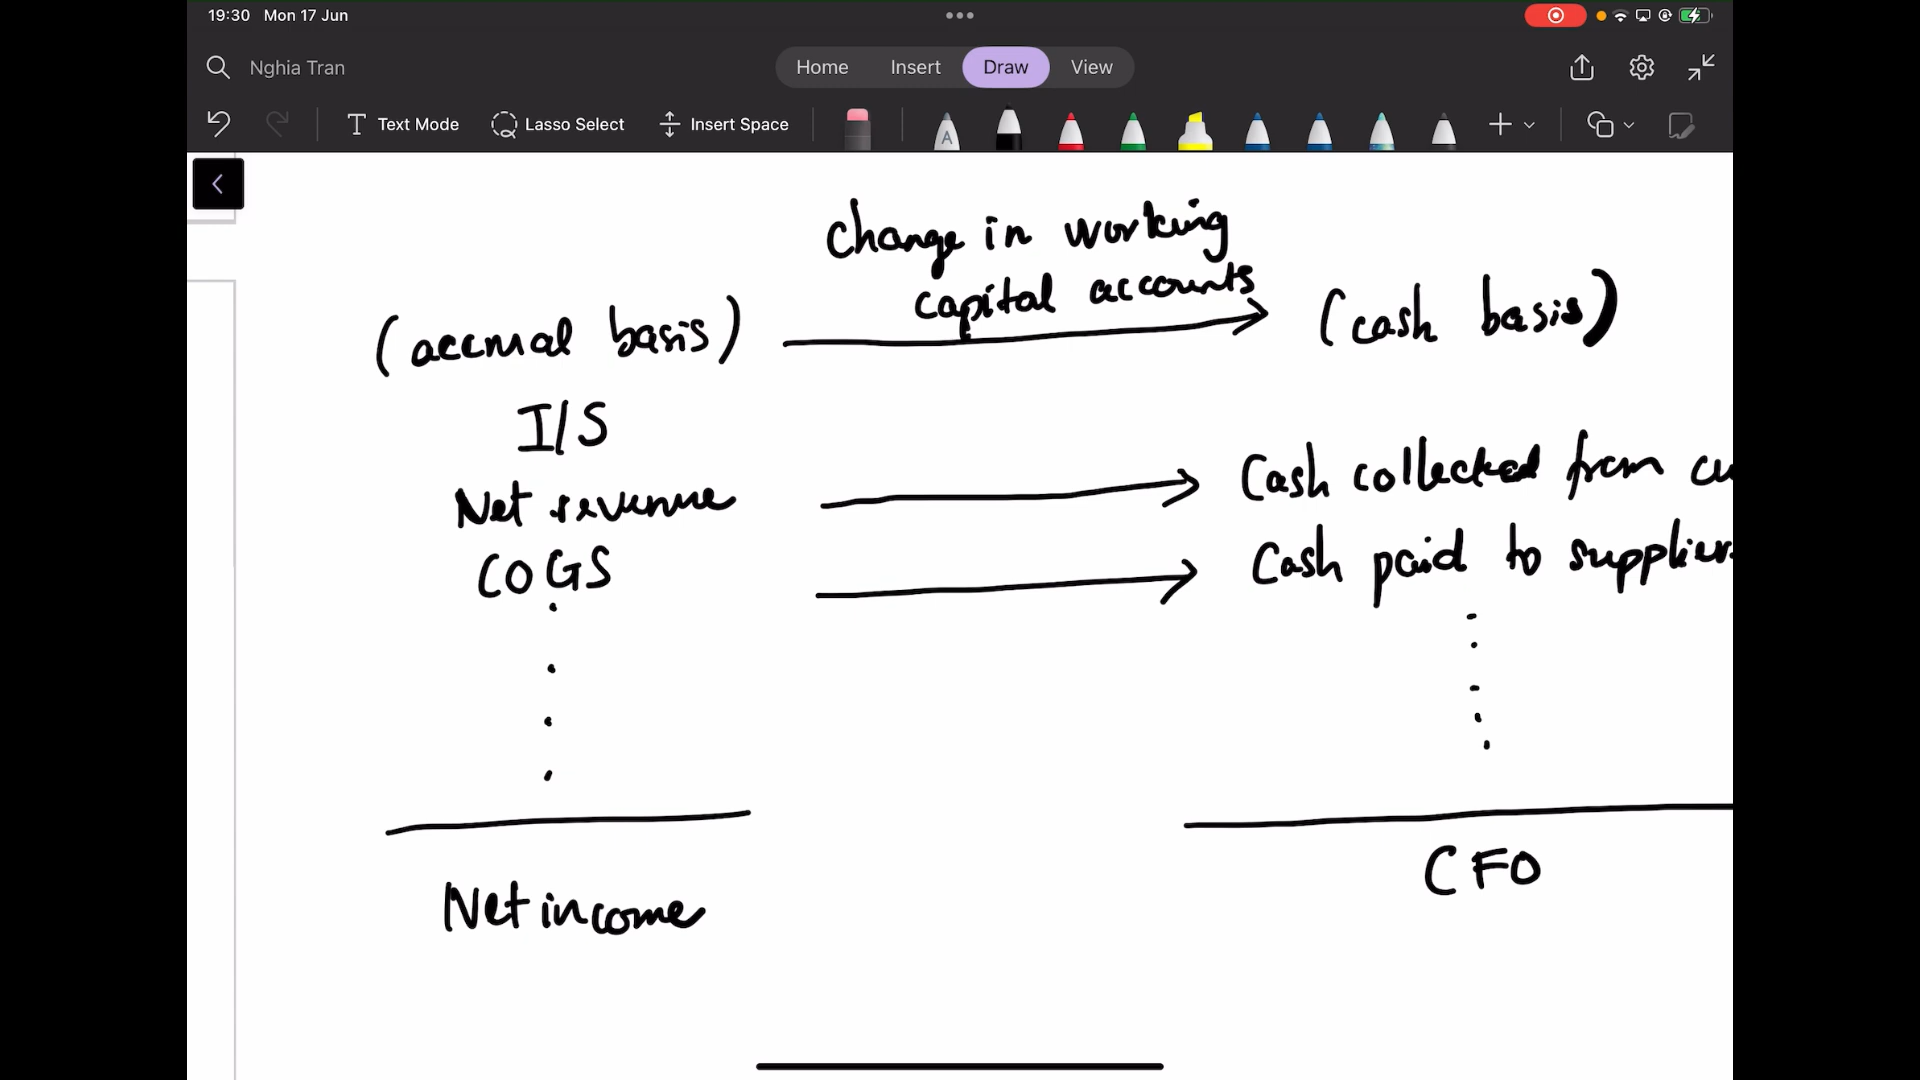 19:30 Mon 17 Jun
Nghia Tran
Home Insert Draw View
Text Mode Lasso Select Insert Space
A
change in working
capital accounts
(accrual basis) (cash basis)
I/S
Net revenue Cash collected from cu
COGS Cash paid to supplier
CFO
Net income